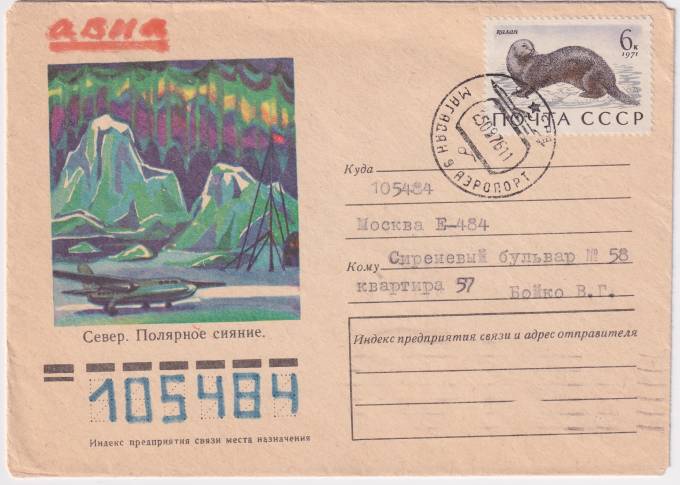 авиа
калан
6к
1971
ПОЧТА СССР
МАГАДАН 9 АЭРОПОРТ
Куда
105484
Москва Е-484
Сиреневый бульвар № 58
Кому
квартира 57 Бойко В.Г.
Индекс предприятия связи и адрес отправителя
Север. Полярное сияние.
105484
Индекс предприятия связи места назначения